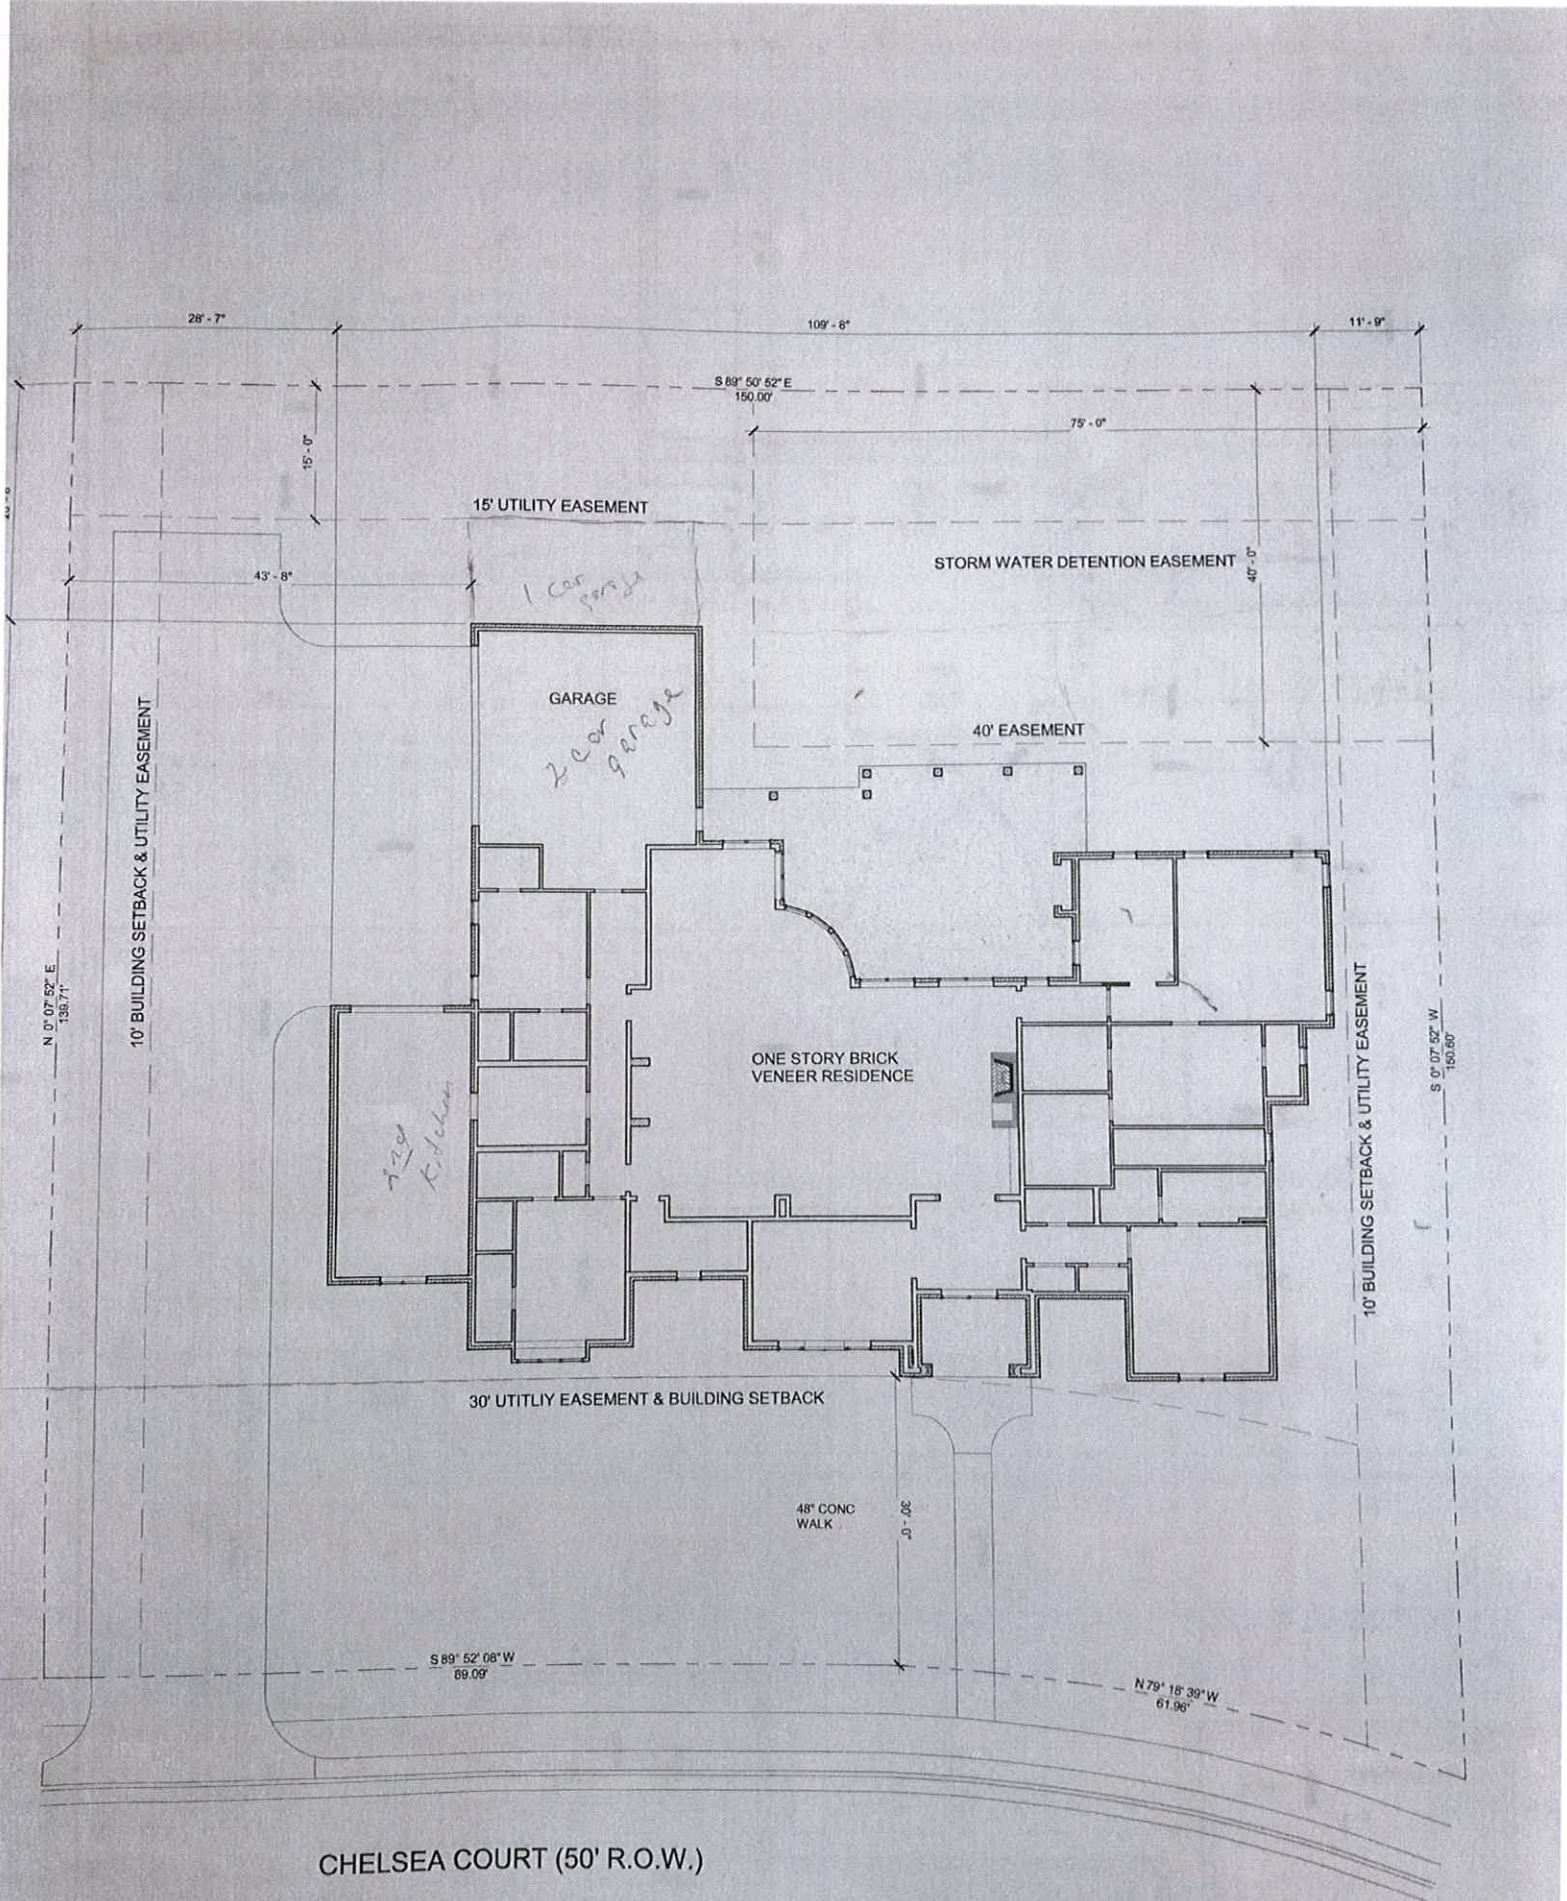 28' - 7"
109' - 8"
11' - 9"
S 89° 50' 52" E
150.00'
75' - 0"
15' - 0"
15' UTILITY EASEMENT
STORM WATER DETENTION EASEMENT
40' - 0"
43' - 8"
1 car
garage
GARAGE
2 car
garage
40' EASEMENT
10' BUILDING SETBACK & UTILITY EASEMENT
N 0° 07' 52" E
139.71'
ONE STORY BRICK
VENEER RESIDENCE
Kitchen
10' BUILDING SETBACK & UTILITY EASEMENT
S 0° 07' 52" W
150.60'
30' UTITLIY EASEMENT & BUILDING SETBACK
48" CONC
WALK
30' - 0"
S 89° 52' 08" W
89.09'
N 79° 18' 39" W
61.96'
CHELSEA COURT (50' R.O.W.)